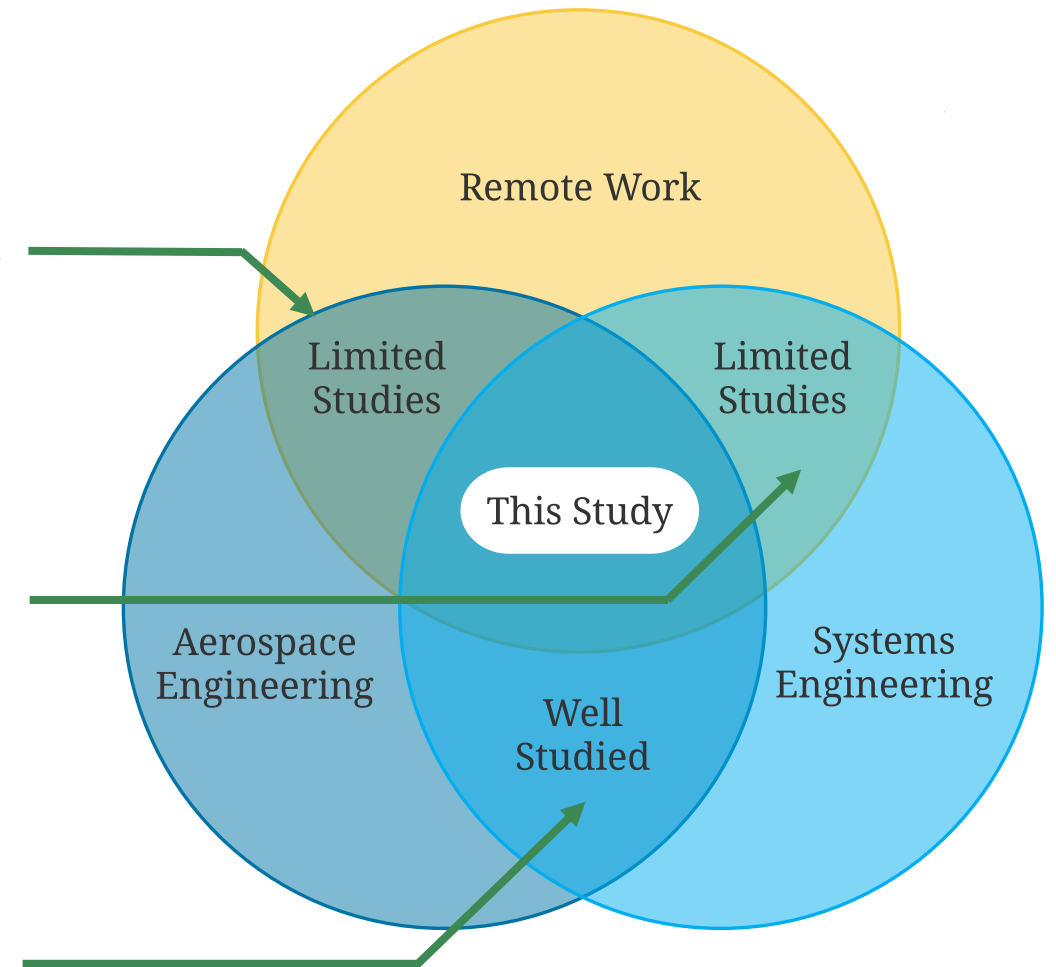 Remote Work
Limited
Studies
Limited
Studies
This Study
Aerospace
Engineering
Systems
Engineering
Well
Studied